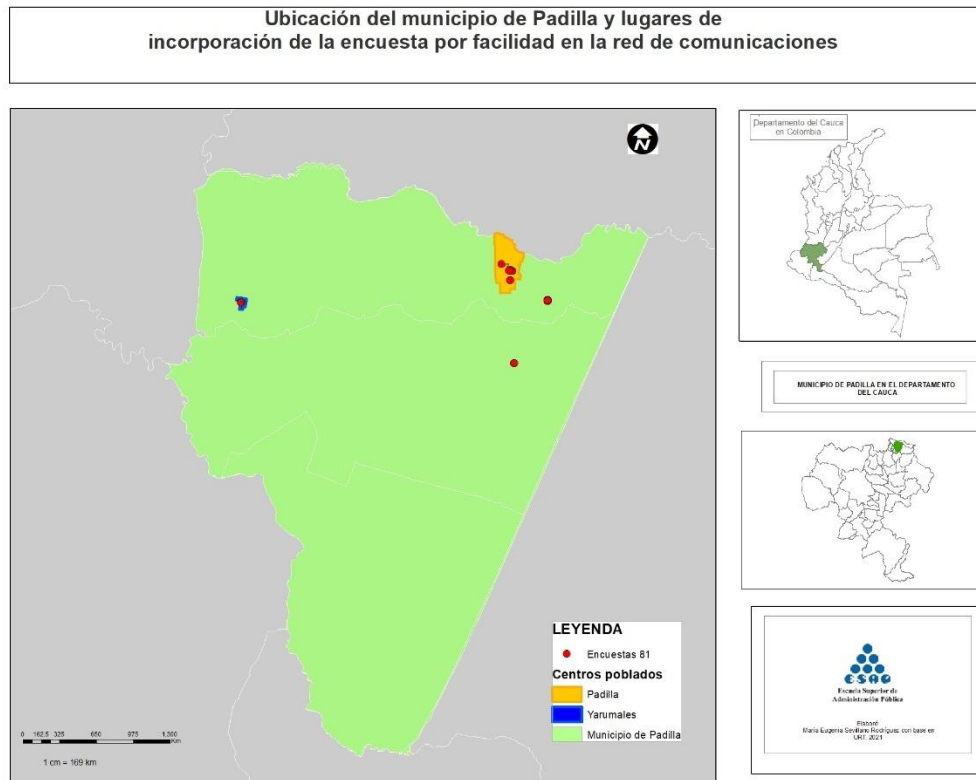 Ubicación del municipio de Padilla y lugares de
incorporación de la encuesta por facilidad en la red de comunicaciones
N
Departamento del Cauca
en Colombia
MUNICIPIO DE PADILLA EN EL DEPARTAMENTO
DEL CAUCA
LEYENDA
Encuestas 81
Centros poblados
Padilla
Yarumales
Municipio de Padilla
0 162.5 325 650 975 1,300
Km
1 cm = 169 km
ESAP
Escuela Superior de
Administración Pública
Elaboró
María Eugenia Sevillano Rodríguez con base en
URT, 2021